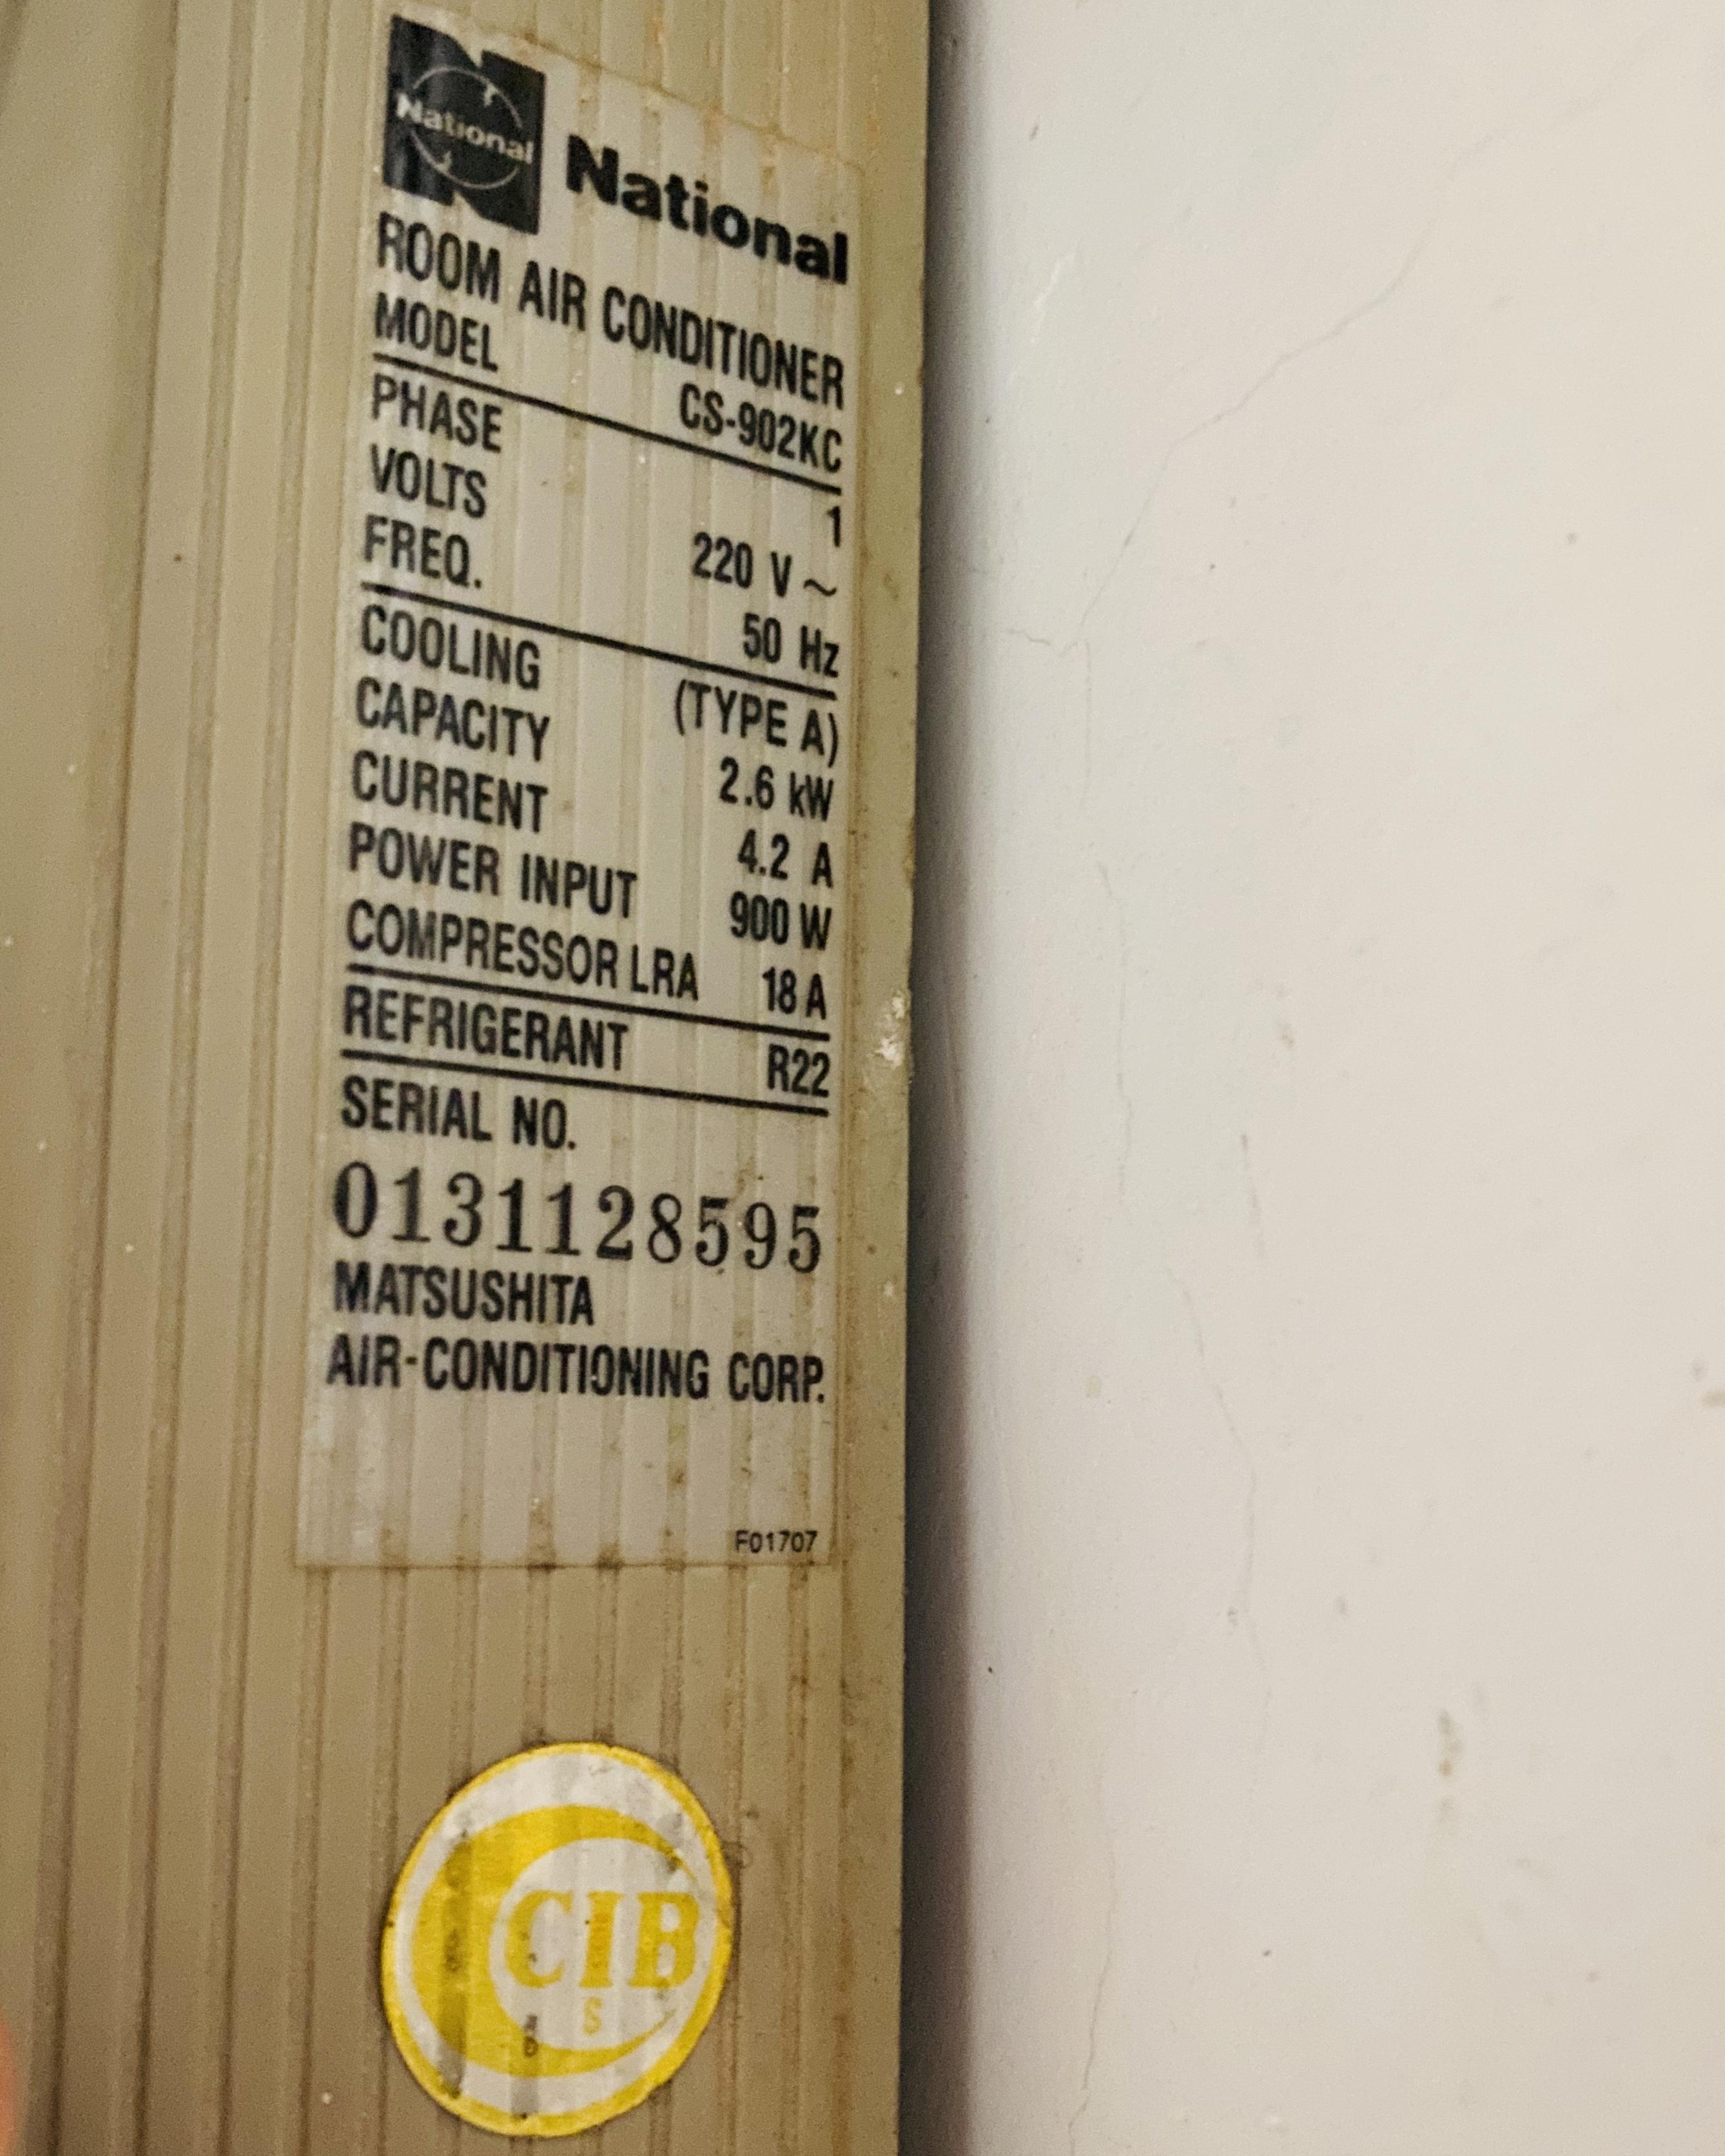 National
National
ROOM AIR CONDITIONER
MODEL CS-902KC
PHASE 1
VOLTS 220 V ~
FREQ. 50 Hz
COOLING (TYPE A)
CAPACITY 2.6 kW
CURRENT 4.2 A
POWER INPUT 900 W
COMPRESSOR LRA 18 A
REFRIGERANT R22
SERIAL NO.
0131128595
MATSUSHITA
AIR-CONDITIONING CORP.
F01707
CIB
S